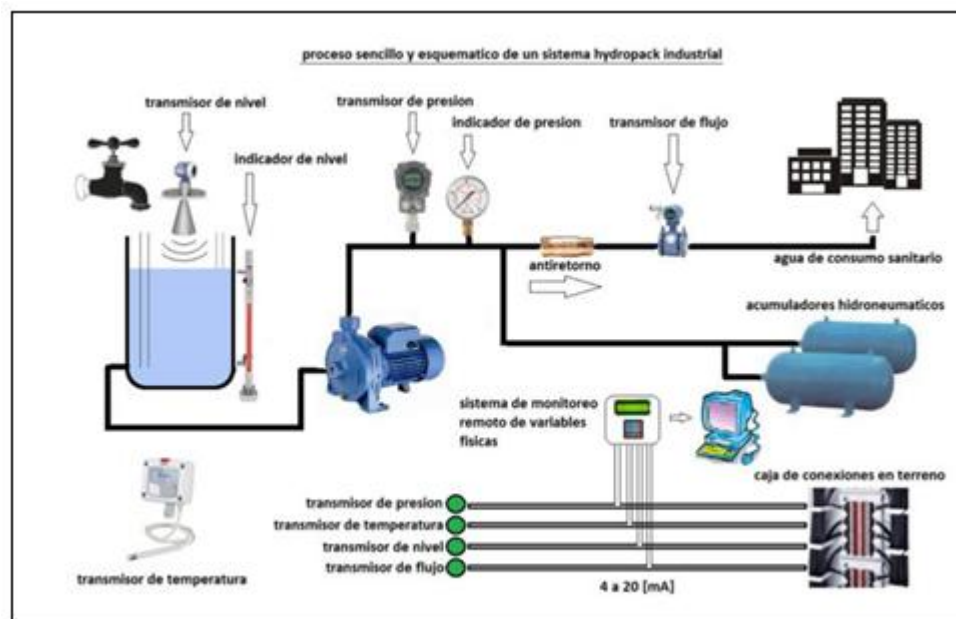 proceso sencillo y esquematico de un sistema hydropack industrial
transmisor de nivel
transmisor de presion
indicador de presion
transmisor de flujo
indicador de nivel
antiretorno
agua de consumo sanitario
acumuladores hidroneumaticos
sistema de monitoreo
remoto de variables
fisicas
caja de conexiones en terreno
transmisor de presion
transmisor de temperatura
transmisor de nivel
transmisor de flujo
transmisor de temperatura
4 a 20 [mA]